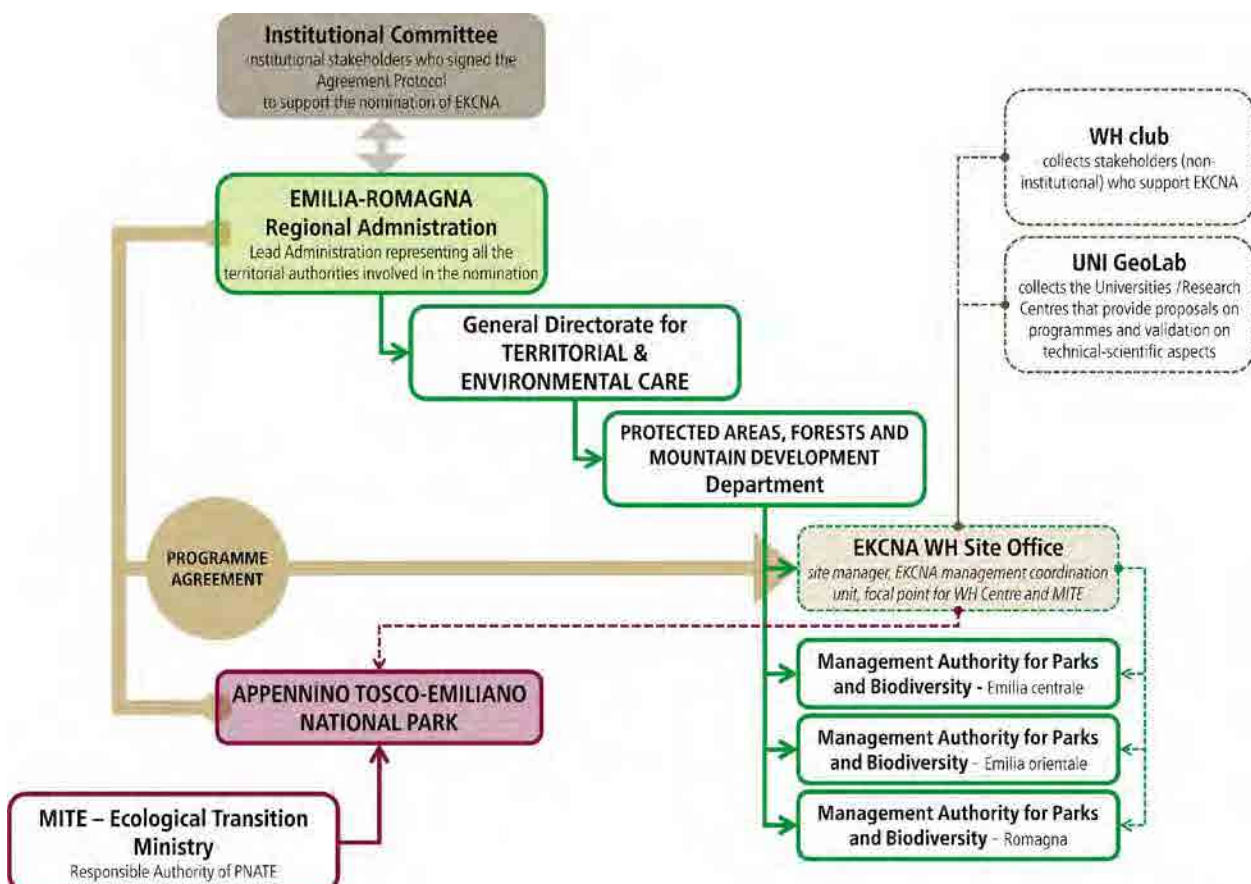 Institutional Committee
institutional stakeholders who signed the
Agreement Protocol
to support the nomination of EKCNA
WH club
collects stakeholders (non-
institutional) who support EKCNA
EMILIA-ROMAGNA
Regional Admnistration
Lead Administration representing all the
territorial authorities involved in the nomination
UNI GeoLab
collects the Universities /Research
Centres that provide proposals on
programmes and validation on
technical-scientific aspects
General Directorate for
TERRITORIAL &
ENVIRONMENTAL CARE
PROTECTED AREAS, FORESTS AND
MOUNTAIN DEVELOPMENT
Department
PROGRAMME
AGREEMENT
EKCNA WH Site Office
site manager, EKCNA management coordination
unit, focal point for WH Centre and MITE
Management Authority for Parks
and Biodiversity - Emilia centrale
APPENNINO TOSCO-EMILIANO
NATIONAL PARK
Management Authority for Parks
and Biodiversity - Emilia orientale
Management Authority for Parks
and Biodiversity - Romagna
MITE – Ecological Transition
Ministry
Responsible Authority of PNATE